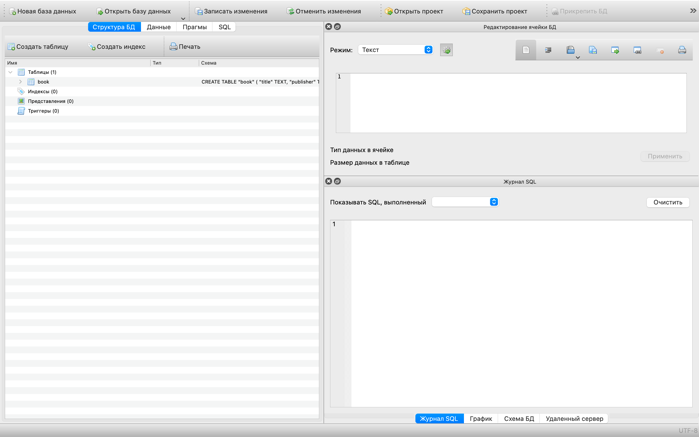 Новая база данных Открыть базу данных Записать изменения Отменить изменения Открыть проект Сохранить проект Прикрепить БД »
Структура БД Данные Прагмы SQL
Создать таблицу Создать индекс Печать
Имя Тип Схема
Таблицы (1)
book CREATE TABLE "book" ( "title" TEXT, "publisher" T
Индексы (0)
Представления (0)
Триггеры (0)
Редактирование ячейки БД
Режим: Текст
1
Тип данных в ячейке
Размер данных в таблице
Применить
Журнал SQL
Показывать SQL, выполненный Очистить
1
Журнал SQL График Схема БД Удаленный сервер
UTF-8